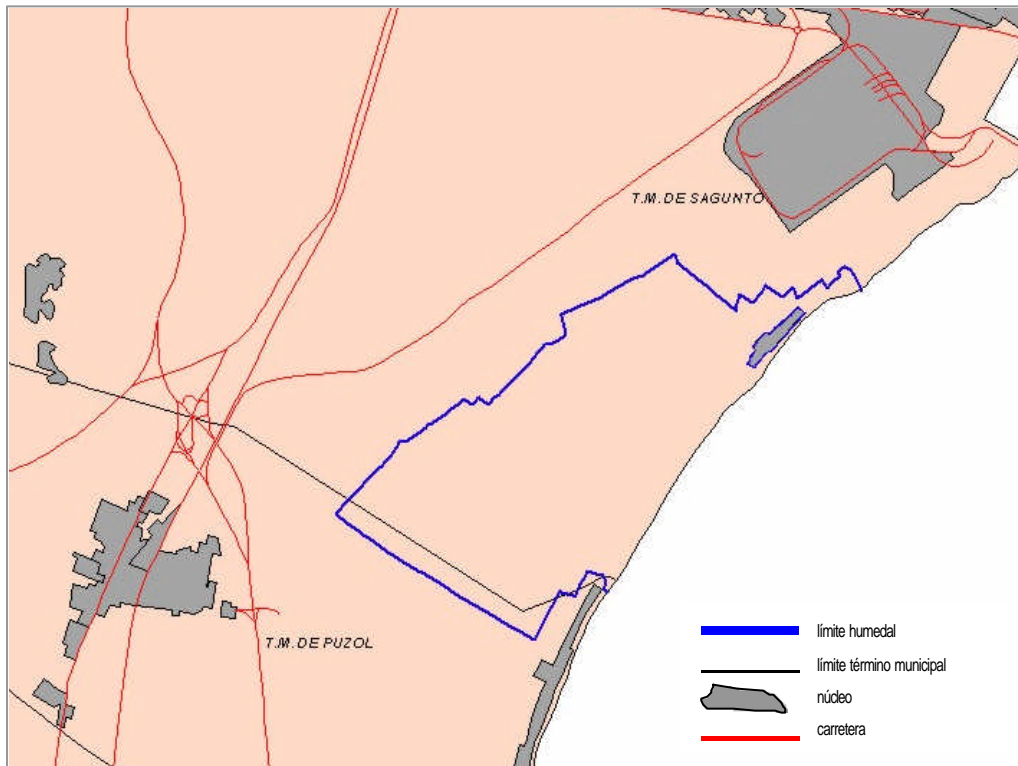 T.M. DE SAGUNTO
T.M. DE PUZOL
límite humedal
límite término municipal
núcleo
carretera